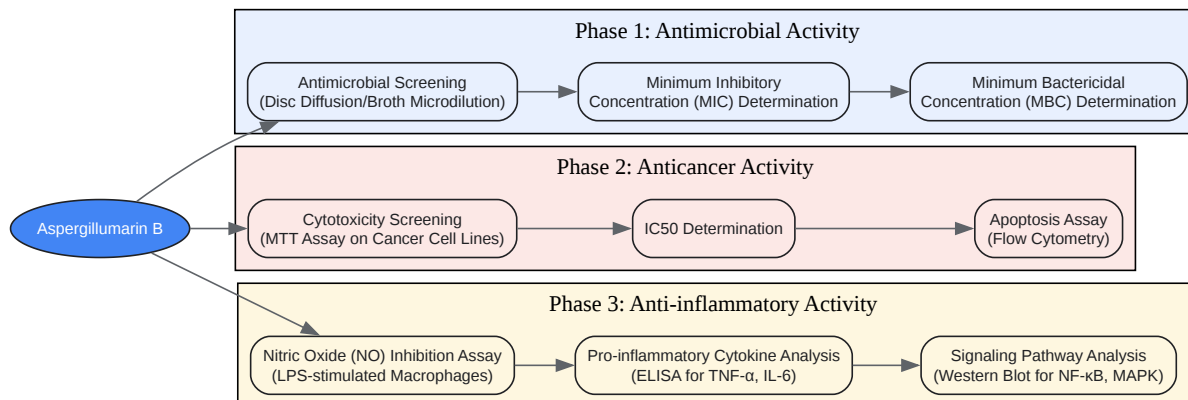 Phase 1: Antimicrobial Activity
Antimicrobial Screening
(Disc Diffusion/Broth Microdilution)
Minimum Inhibitory
Concentration (MIC) Determination
Minimum Bactericidal
Concentration (MBC) Determination
Aspergillumarin B
Phase 2: Anticancer Activity
Cytotoxicity Screening
(MTT Assay on Cancer Cell Lines)
IC50 Determination
Apoptosis Assay
(Flow Cytometry)
Phase 3: Anti-inflammatory Activity
Nitric Oxide (NO) Inhibition Assay
(LPS-stimulated Macrophages)
Pro-inflammatory Cytokine Analysis
(ELISA for TNF-α, IL-6)
Signaling Pathway Analysis
(Western Blot for NF-κB, MAPK)